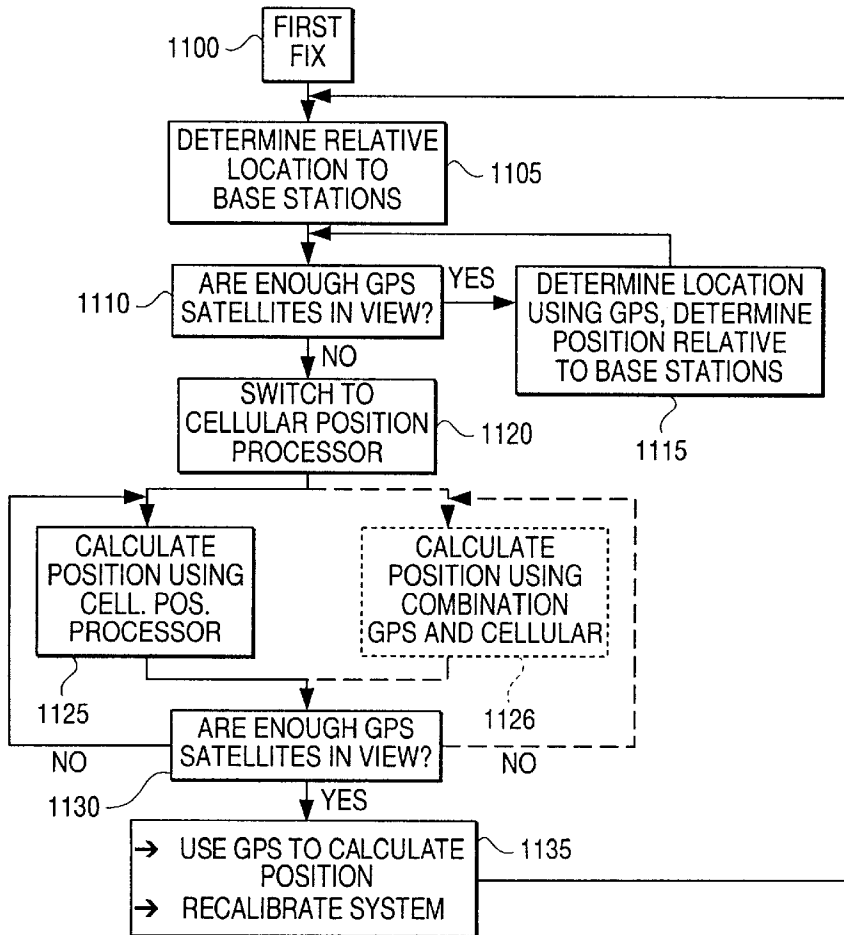 FIRST
FIX
1100
DETERMINE RELATIVE
LOCATION TO
BASE STATIONS
1105
ARE ENOUGH GPS
SATELLITES IN VIEW?
1110
YES
DETERMINE LOCATION
USING GPS, DETERMINE
POSITION RELATIVE
TO BASE STATIONS
1115
NO
SWITCH TO
CELLULAR POSITION
PROCESSOR
1120
CALCULATE
POSITION USING
CELL. POS.
PROCESSOR
1125
CALCULATE
POSITION USING
COMBINATION
GPS AND CELLULAR
1126
ARE ENOUGH GPS
SATELLITES IN VIEW?
NO
NO
1130
YES
→ USE GPS TO CALCULATE
POSITION
→ RECALIBRATE SYSTEM
1135